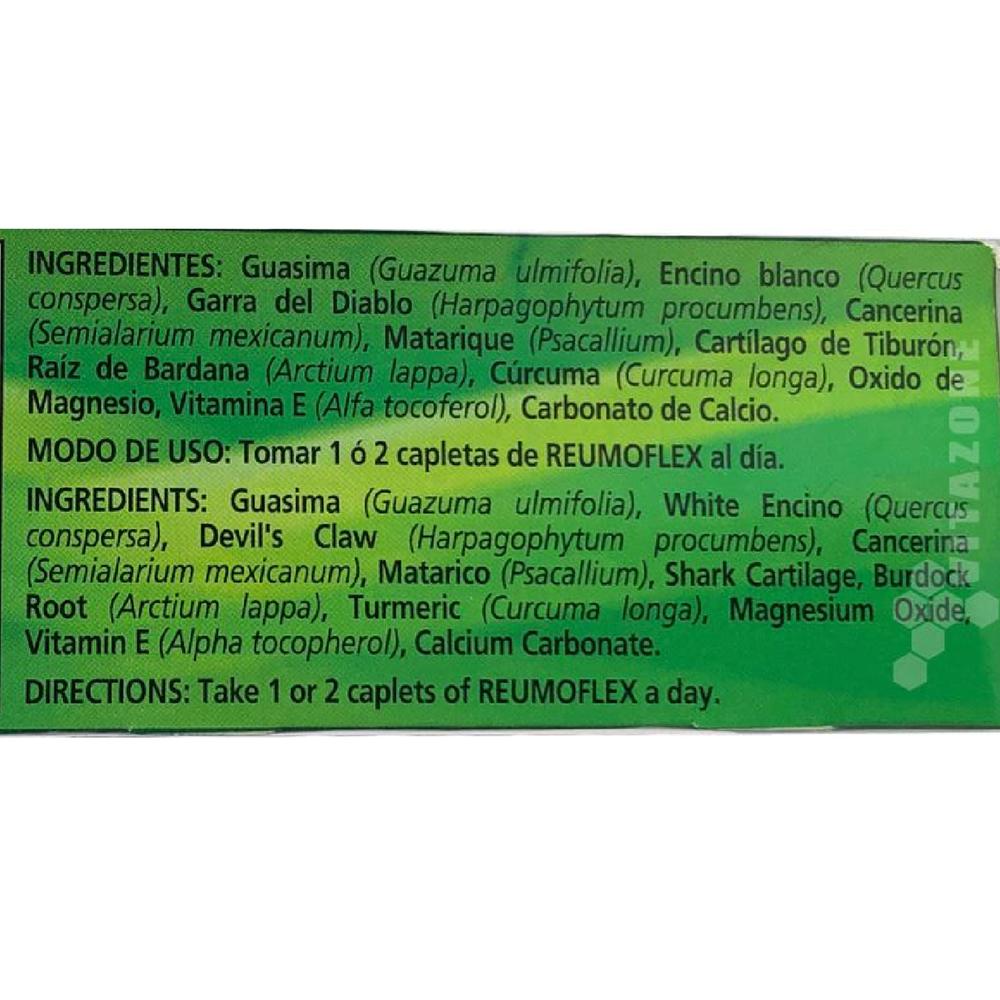 INGREDIENTES: Guasima (Guazuma ulmifolia), Encino blanco (Quercus
conspersa), Garra del Diablo (Harpagophytum procumbens), Cancerina
(Semialarium mexicanum), Matarique (Psacallium), Cartílago de Tiburón,
Raíz de Bardana (Arctium lappa), Cúrcuma (Curcuma longa), Oxido de
Magnesio, Vitamina E (Alfa tocoferol), Carbonato de Calcio.
MODO DE USO: Tomar 1 ó 2 capletas de REUMOFLEX al día.
INGREDIENTS: Guasima (Guazuma ulmifolia), White Encino (Quercus
conspersa), Devil's Claw (Harpagophytum procumbens), Cancerina
(Semialarium mexicanum), Matarico (Psacallium), Shark Cartilage, Burdock
Root (Arctium lappa), Turmeric (Curcuma longa), Magnesium Oxide,
Vitamin E (Alpha tocopherol), Calcium Carbonate.
DIRECTIONS: Take 1 or 2 caplets of REUMOFLEX a day.
VITAZONE